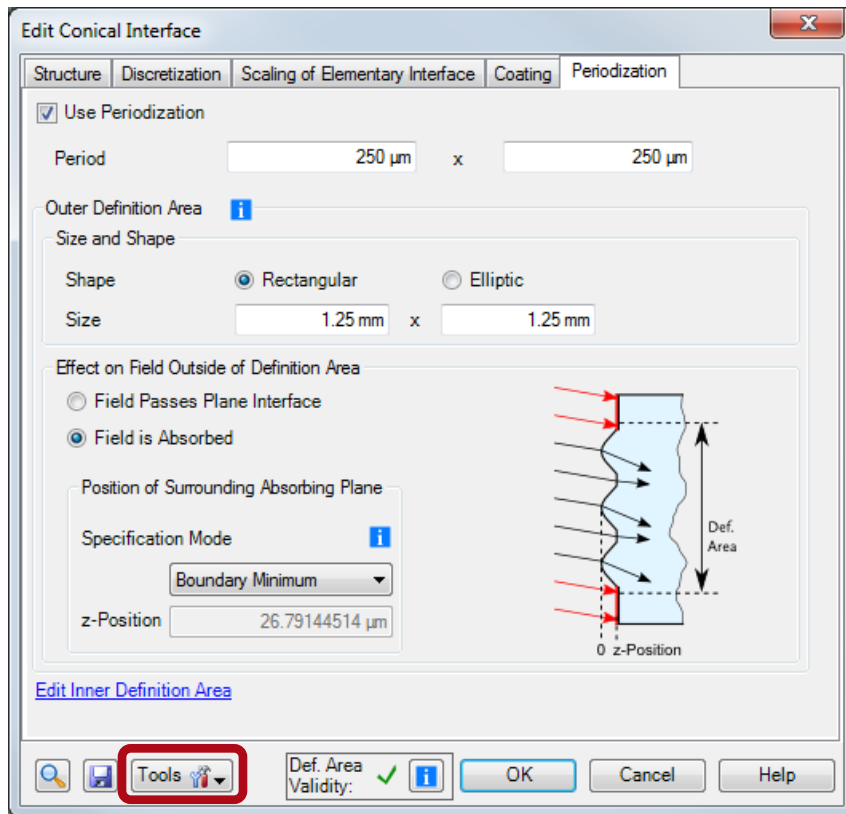 Edit Conical Interface
Structure Discretization Scaling of Elementary Interface Coating Periodization
Use Periodization
Period 250 µm x 250 µm
Outer Definition Area
Size and Shape
Shape Rectangular Elliptic
Size 1.25 mm x 1.25 mm
Effect on Field Outside of Definition Area
Field Passes Plane Interface
Field is Absorbed
Position of Surrounding Absorbing Plane
Specification Mode
Boundary Minimum
z-Position 26.79144514 µm
Def.
Area
0 z-Position
Edit Inner Definition Area
Tools
Def. Area
Validity:
OK Cancel Help